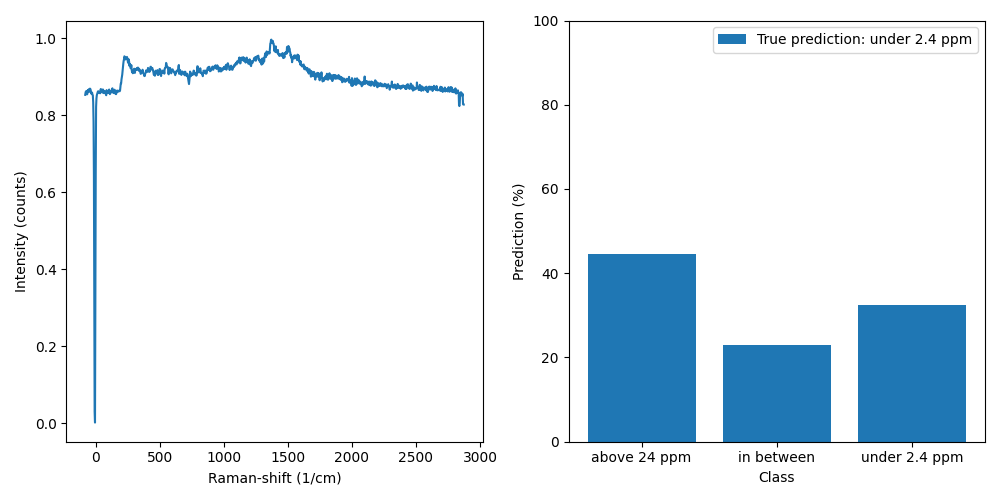 1.0
0.8
0.6
0.4
0.2
0.0
Intensity (counts)
0 500 1000 1500 2000 2500 3000
Raman-shift (1/cm)
100
80
60
40
20
0
Prediction (%)
True prediction: under 2.4 ppm
above 24 ppm in between under 2.4 ppm
Class